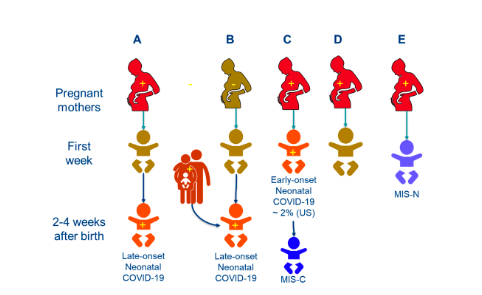 A B C D E
Pregnant
mothers
First
week
Early-onset
Neonatal
COVID-19
~ 2% (US)
MIS-N
2-4 weeks
after birth
Late-onset
Neonatal
COVID-19
Late-onset
Neonatal
COVID-19
MIS-C